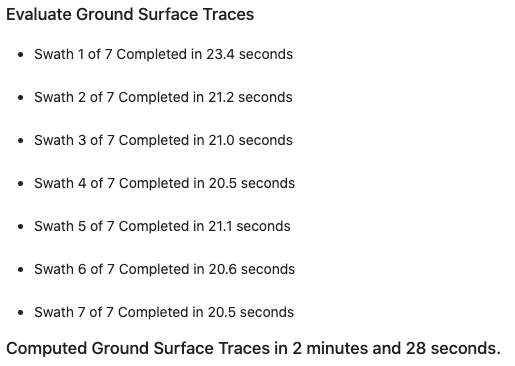 Evaluate Ground Surface Traces
• Swath 1 of 7 Completed in 23.4 seconds
• Swath 2 of 7 Completed in 21.2 seconds
• Swath 3 of 7 Completed in 21.0 seconds
• Swath 4 of 7 Completed in 20.5 seconds
• Swath 5 of 7 Completed in 21.1 seconds
• Swath 6 of 7 Completed in 20.6 seconds
• Swath 7 of 7 Completed in 20.5 seconds
Computed Ground Surface Traces in 2 minutes and 28 seconds.